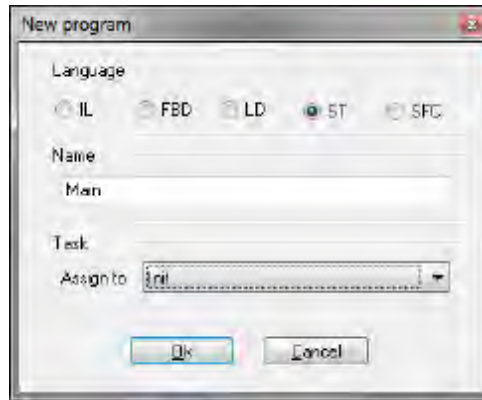 New program
Language
IL FBD LD ST SFC
Name
Main
Task
Assign to Init
Ok Cancel